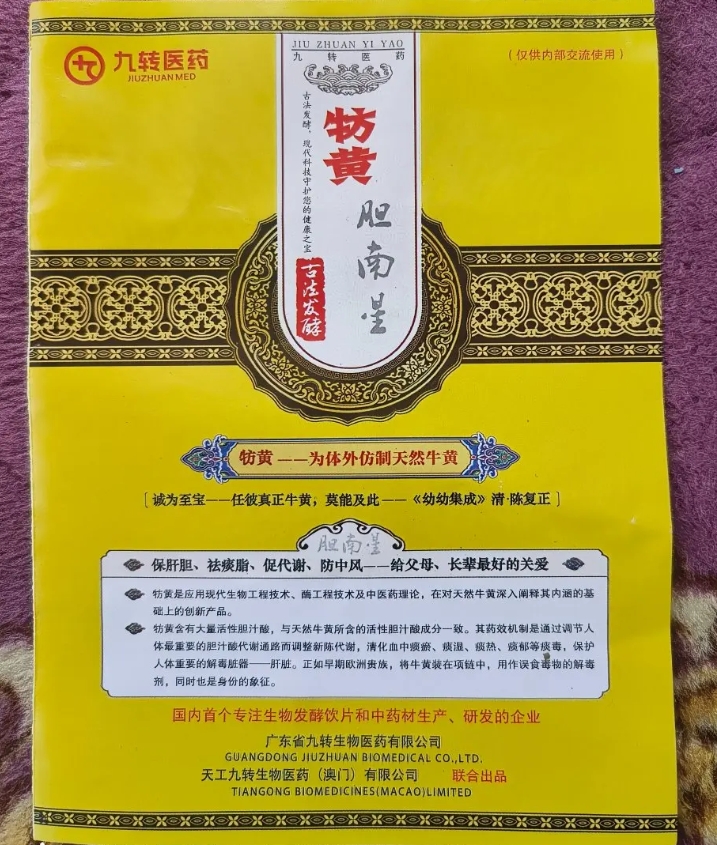 九转医药
JIUZHUAN MED
JIU ZHUAN YI YAO
九转医药
（仅供内部交流使用）
古法发酵，现代科技守护您的健康之宝
牥黄
胆南星
古法发酵
牥黄——为体外仿制天然牛黄
［诚为至宝——任彼真正牛黄，莫能及此——《幼幼集成》清·陈复正］
胆南星
保肝胆、祛痰脂、促代谢、防中风——给父母、长辈最好的关爱
牥黄是应用现代生物工程技术、酶工程技术及中医药理论，在对天然牛黄深入阐释其内涵的基
础上的创新产品。
牥黄含有大量活性胆汁酸，与天然牛黄所含的活性胆汁酸成分一致。其药效机制是通过调节人
体最重要的胆汁酸代谢通路而调整新陈代谢，清化血中痰瘀、痰湿、痰热、痰郁等痰毒，保护
人体重要的解毒脏器——肝脏。正如早期欧洲贵族，将牛黄装在项链中，用作误食毒物的解毒
剂，同时也是身份的象征。
国内首个专注生物发酵饮片和中药材生产、研发的企业
广东省九转生物医药有限公司
GUANGDONG JIUZHUAN BIOMEDICAL CO.,LTD.
天工九转生物医药（澳门）有限公司 联合出品
TIANGONG BIOMEDICINES(MACAO)LIMITED